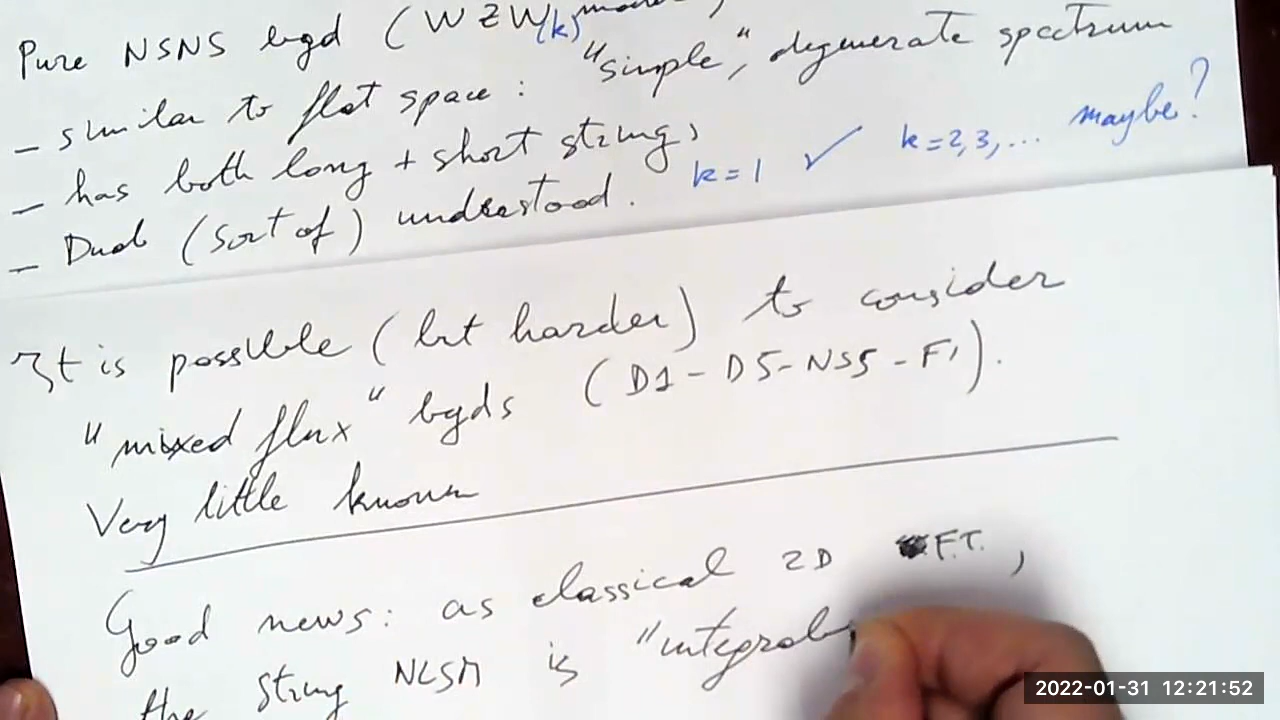 Pure NSNS bgd (WZW(k) model)
"simple", degenerate spectrum
- similar to flat space:
- has both long + short strings
k=1 ✓ k=2,3,... maybe?
- Dual (sort of) understood.
It is possible (but harder) to consider
"mixed flux" bgds (D1-D5-NS5-F1).
Very little known
Good news: as classical 2D F.T.,
the string NLSM is "integrab
2022-01-31 12:21:52